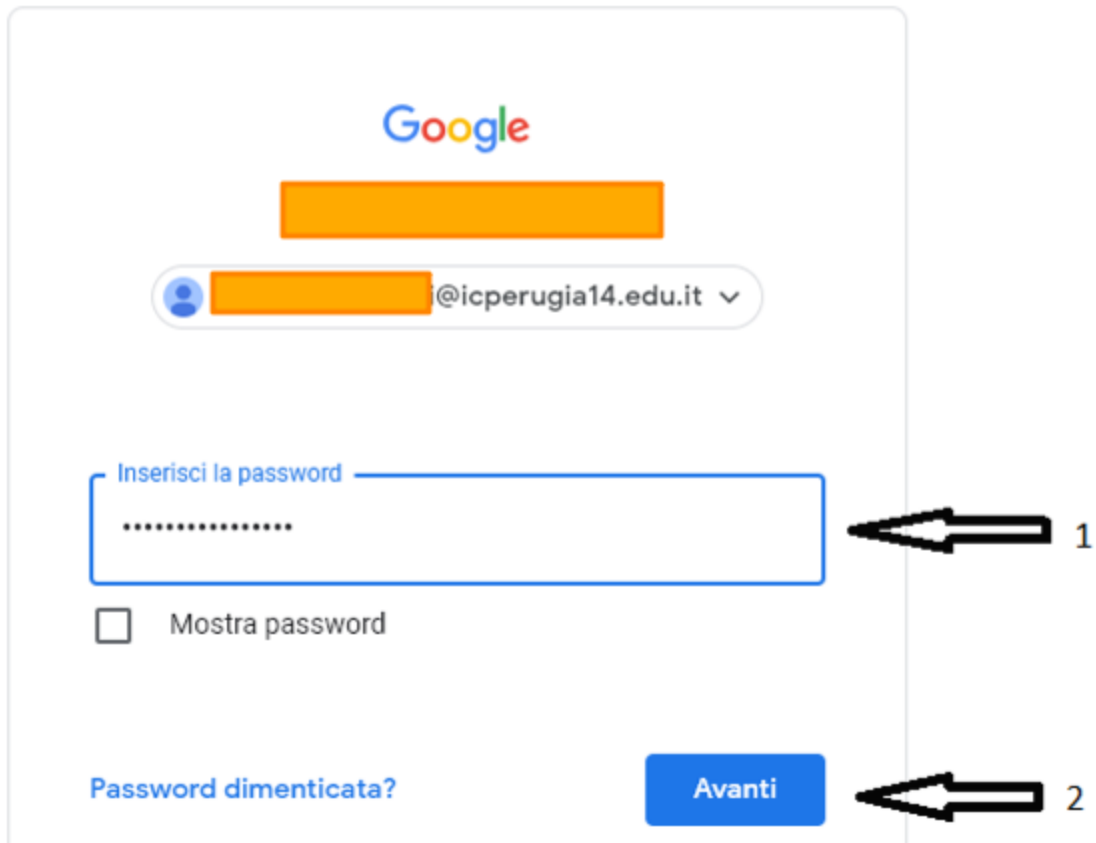 Google
i@icperugia14.edu.it
Inserisci la password
••••••••••••••••
1
Mostra password
Password dimenticata?
Avanti
2